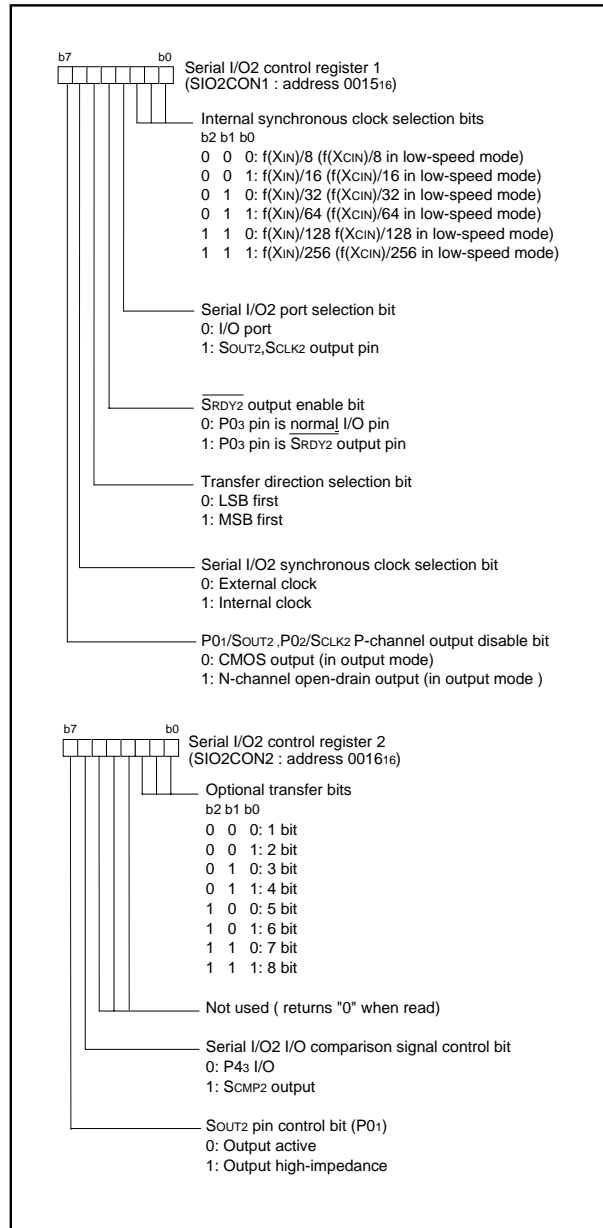 b7 b0
Serial I/O2 control register 1
(SIO2CON1 : address 001516)
Internal synchronous clock selection bits
b2 b1 b0
0 0 0: f(XIN)/8 (f(XCIN)/8 in low-speed mode)
0 0 1: f(XIN)/16 (f(XCIN)/16 in low-speed mode)
0 1 0: f(XIN)/32 (f(XCIN)/32 in low-speed mode)
0 1 1: f(XIN)/64 (f(XCIN)/64 in low-speed mode)
1 1 0: f(XIN)/128 f(XCIN)/128 in low-speed mode)
1 1 1: f(XIN)/256 (f(XCIN)/256 in low-speed mode)
Serial I/O2 port selection bit
0: I/O port
1: SOUT2,SCLK2 output pin
SRDY2 output enable bit
0: P03 pin is normal I/O pin
1: P03 pin is SRDY2 output pin
Transfer direction selection bit
0: LSB first
1: MSB first
Serial I/O2 synchronous clock selection bit
0: External clock
1: Internal clock
P01/SOUT2 ,P02/SCLK2 P-channel output disable bit
0: CMOS output (in output mode)
1: N-channel open-drain output (in output mode )
b7 b0
Serial I/O2 control register 2
(SIO2CON2 : address 001616)
Optional transfer bits
b2 b1 b0
0 0 0: 1 bit
0 0 1: 2 bit
0 1 0: 3 bit
0 1 1: 4 bit
1 0 0: 5 bit
1 0 1: 6 bit
1 1 0: 7 bit
1 1 1: 8 bit
Not used ( returns "0" when read)
Serial I/O2 I/O comparison signal control bit
0: P43 I/O
1: SCMP2 output
SOUT2 pin control bit (P01)
0: Output active
1: Output high-impedance